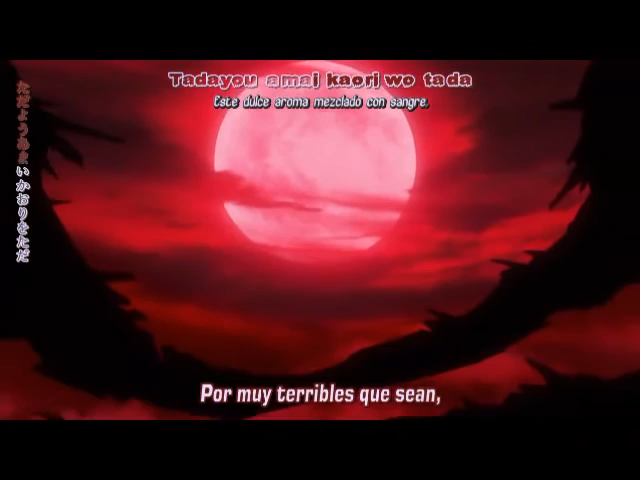 Tadayou amai kaori wo tada
Este dulce aroma mezclado con sangre.
ただようあまいかおりをただ
Por muy terribles que sean,